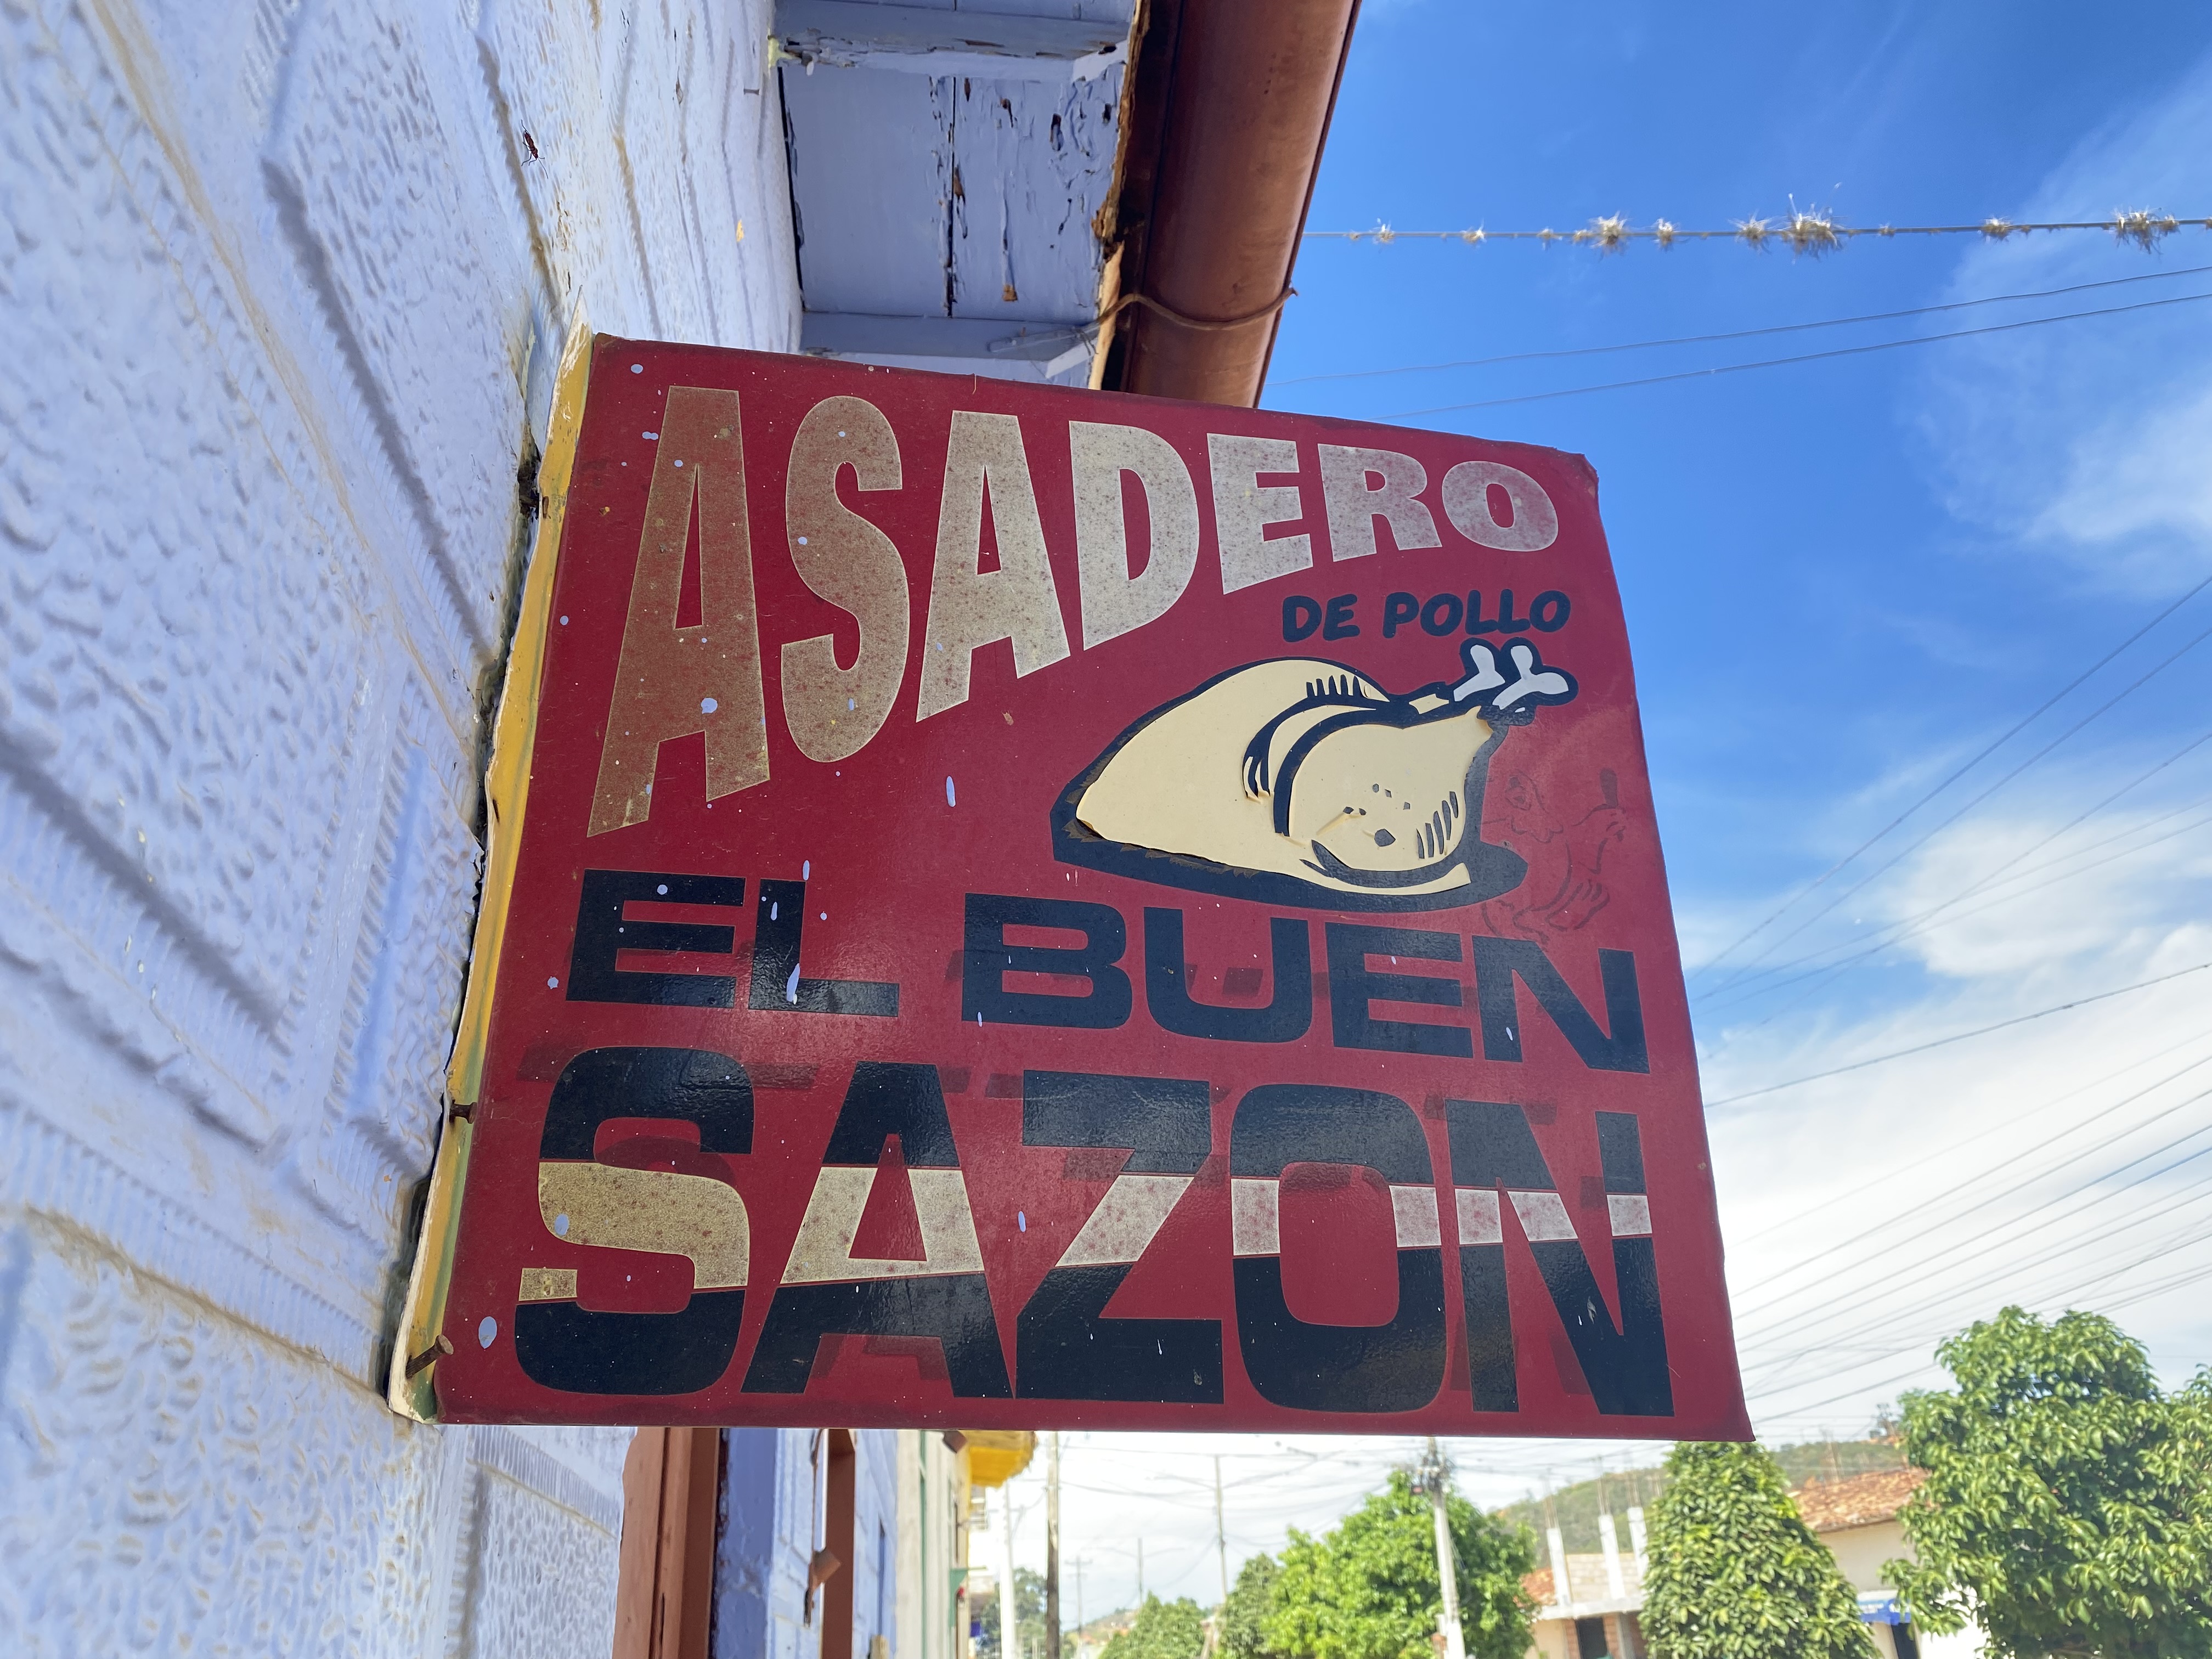 ASADERO
DE POLLO
EL BUEN
SAZON